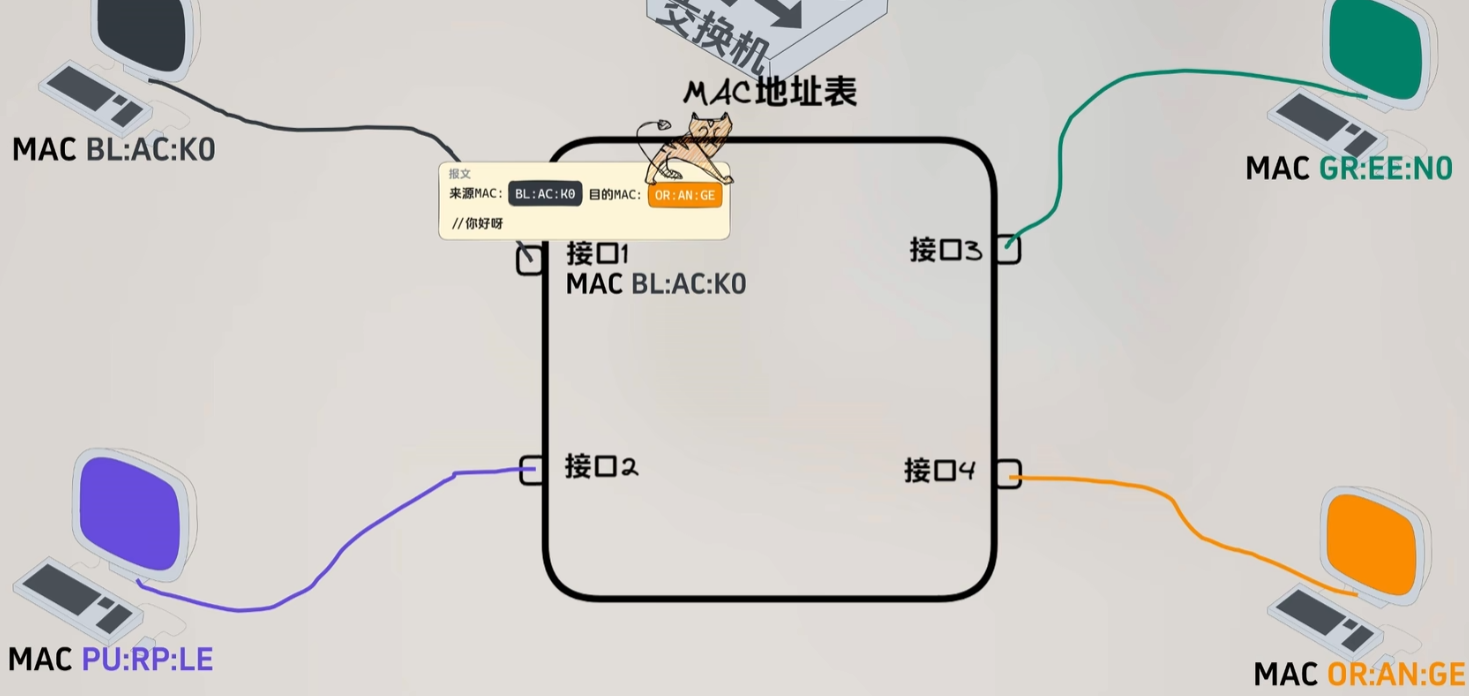 交换机
MAC地址表
MAC BL:AC:K0
MAC GR:EE:N0
报文
来源MAC: BL:AC:K0 目的MAC: OR:AN:GE
//你好呀
接口1
MAC BL:AC:K0
接口3
接口2
接口4
MAC PU:RP:LE
MAC OR:AN:GE